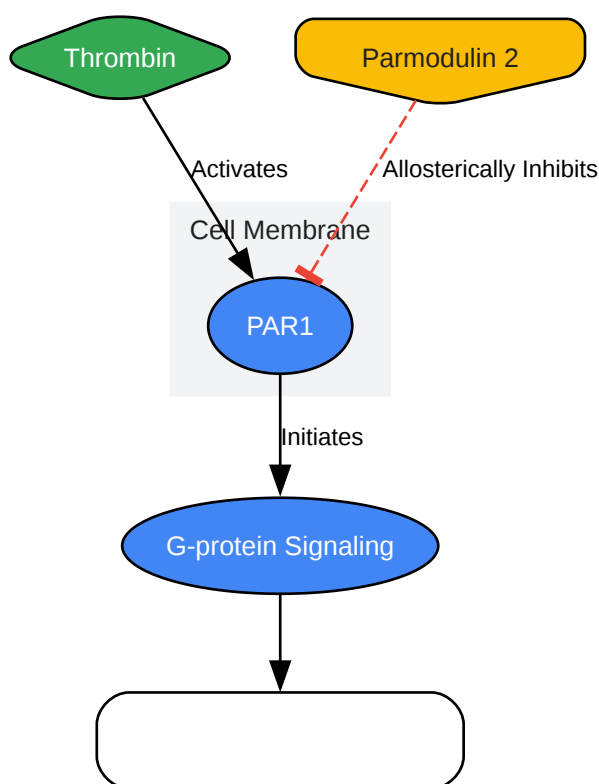 Thrombin
Parmodulin 2
Activates
Allosterically Inhibits
Cell Membrane
PAR1
Initiates
G-protein Signaling